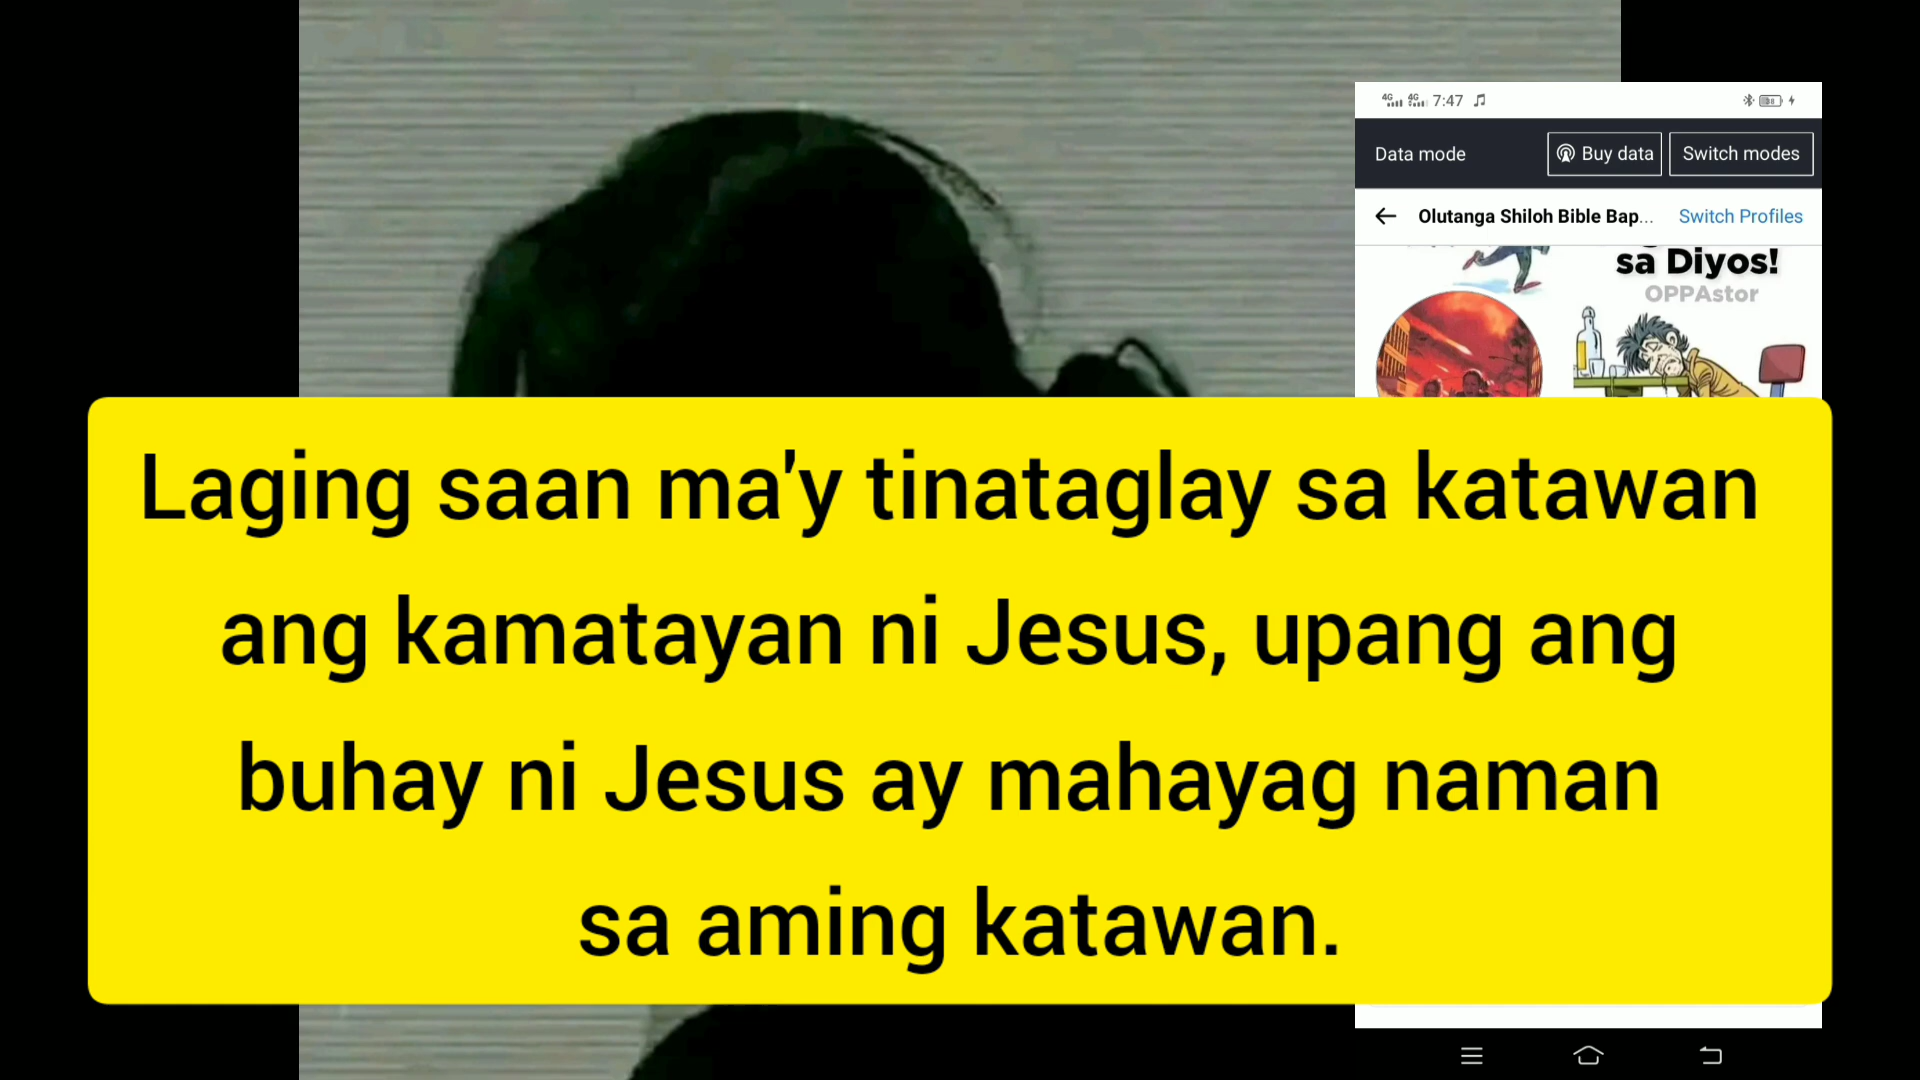 4G 4G 7:47
Data mode Buy data Switch modes
Olutanga Shiloh Bible Bap... Switch Profiles
sa Diyos!
OPPAstor
Laging saan ma'y tinataglay sa katawan
ang kamatayan ni Jesus, upang ang
buhay ni Jesus ay mahayag naman
sa aming katawan.